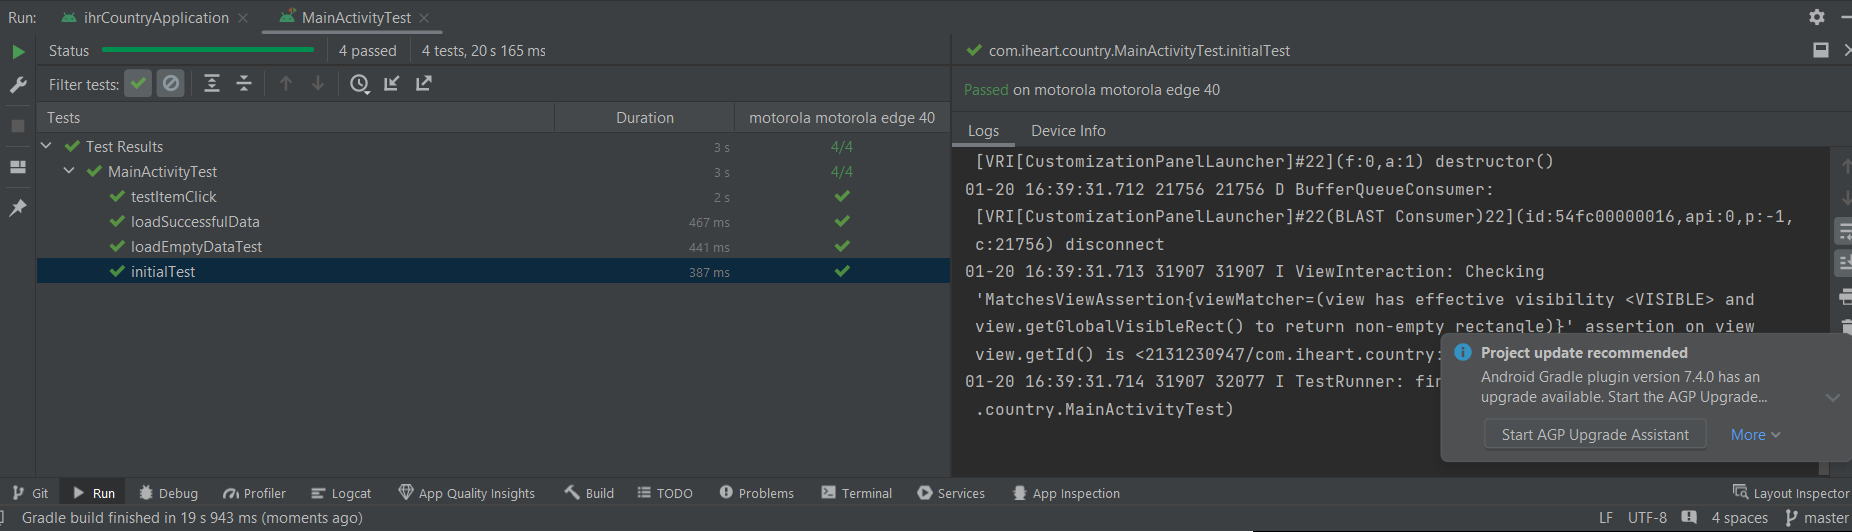 Run: ihrCountryApplication MainActivityTest
Status 4 passed 4 tests, 20 s 165 ms
Filter tests:
Tests Duration motorola motorola edge 40
Test Results 3 s 4/4
MainActivityTest 3 s 4/4
testItemClick 2 s
loadSuccessfulData 467 ms
loadEmptyDataTest 441 ms
initialTest 387 ms
com.iheart.country.MainActivityTest.initialTest
Passed on motorola motorola edge 40
Logs Device Info
[VRI[CustomizationPanelLauncher]#22](f:0,a:1) destructor()
01-20 16:39:31.712 21756 21756 D BufferQueueConsumer:
[VRI[CustomizationPanelLauncher]#22(BLAST Consumer)22](id:54fc00000016,api:0,p:-1,
c:21756) disconnect
01-20 16:39:31.713 31907 31907 I ViewInteraction: Checking
'MatchesViewAssertion{viewMatcher=(view has effective visibility <VISIBLE> and
view.getGlobalVisibleRect() to return non-empty rectangle)}' assertion on view
view.getId() is <2131230947/com.iheart.country:
01-20 16:39:31.714 31907 32077 I TestRunner: fin
.country.MainActivityTest)
Project update recommended
Android Gradle plugin version 7.4.0 has an
upgrade available. Start the AGP Upgrade...
Start AGP Upgrade Assistant More
Git Run Debug Profiler Logcat App Quality Insights Build TODO Problems Terminal Services App Inspection Layout Inspector
Gradle build finished in 19 s 943 ms (moments ago) LF UTF-8 4 spaces master